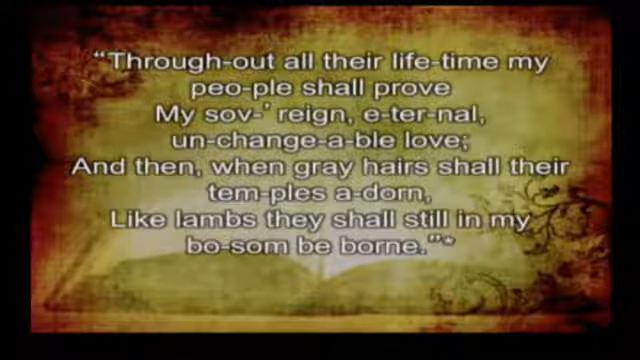 “Through-out all their life-time my
peo-ple shall prove
My sov-’ reign, e-ter-nal,
un-change-a-ble love;
And then, when gray hairs shall their
tem-ples a-dorn,
Like lambs they shall still in my
bo-som be borne.”*